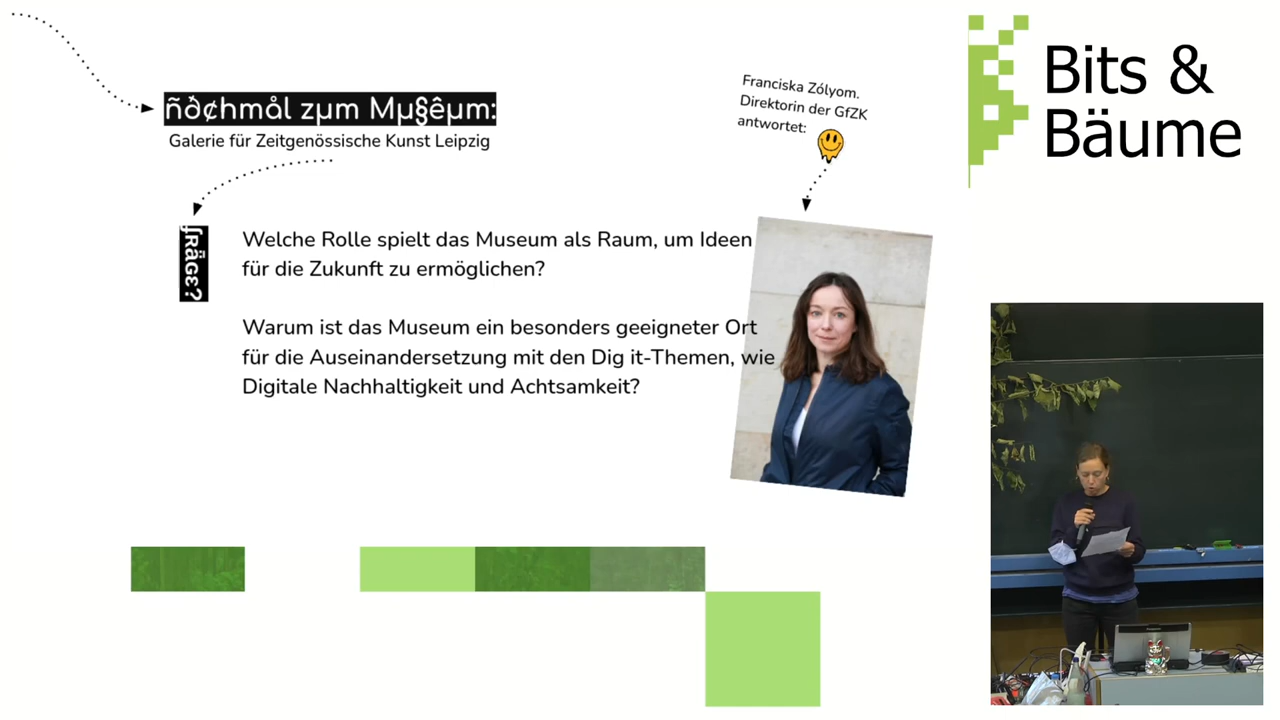 ñð¢hmål zµm Mµ§êµm:
Galerie für Zeitgenössische Kunst Leipzig
Franciska Zólyom.
Direktorin der GfZK
antwortet:
ʃʀäɢɛ?
Welche Rolle spielt das Museum als Raum, um Ideen
für die Zukunft zu ermöglichen?
Warum ist das Museum ein besonders geeigneter Ort
für die Auseinandersetzung mit den Dig it-Themen, wie
Digitale Nachhaltigkeit und Achtsamkeit?
Bits &
Bäume